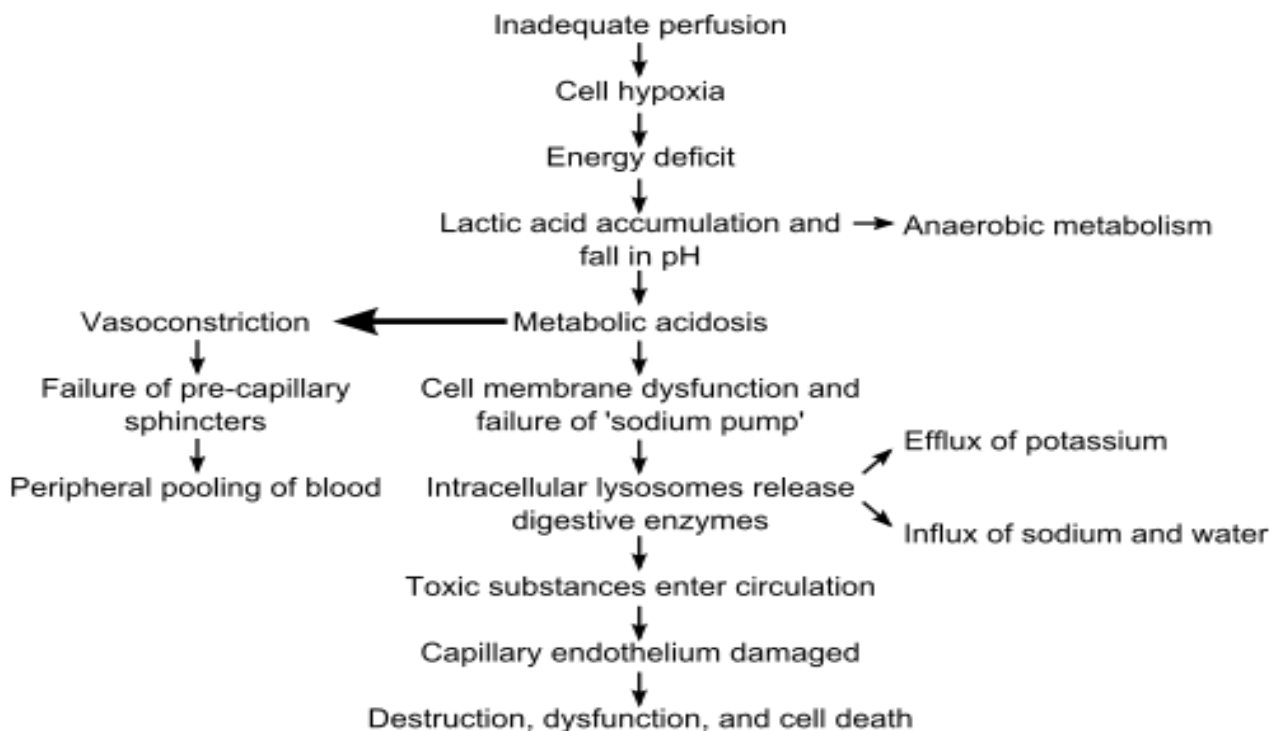 Inadequate perfusion
Cell hypoxia
Energy deficit
Lactic acid accumulation and
fall in pH
Anaerobic metabolism
Vasoconstriction
Metabolic acidosis
Failure of pre-capillary
sphincters
Cell membrane dysfunction and
failure of 'sodium pump'
Peripheral pooling of blood
Intracellular lysosomes release
digestive enzymes
Efflux of potassium
Influx of sodium and water
Toxic substances enter circulation
Capillary endothelium damaged
Destruction, dysfunction, and cell death